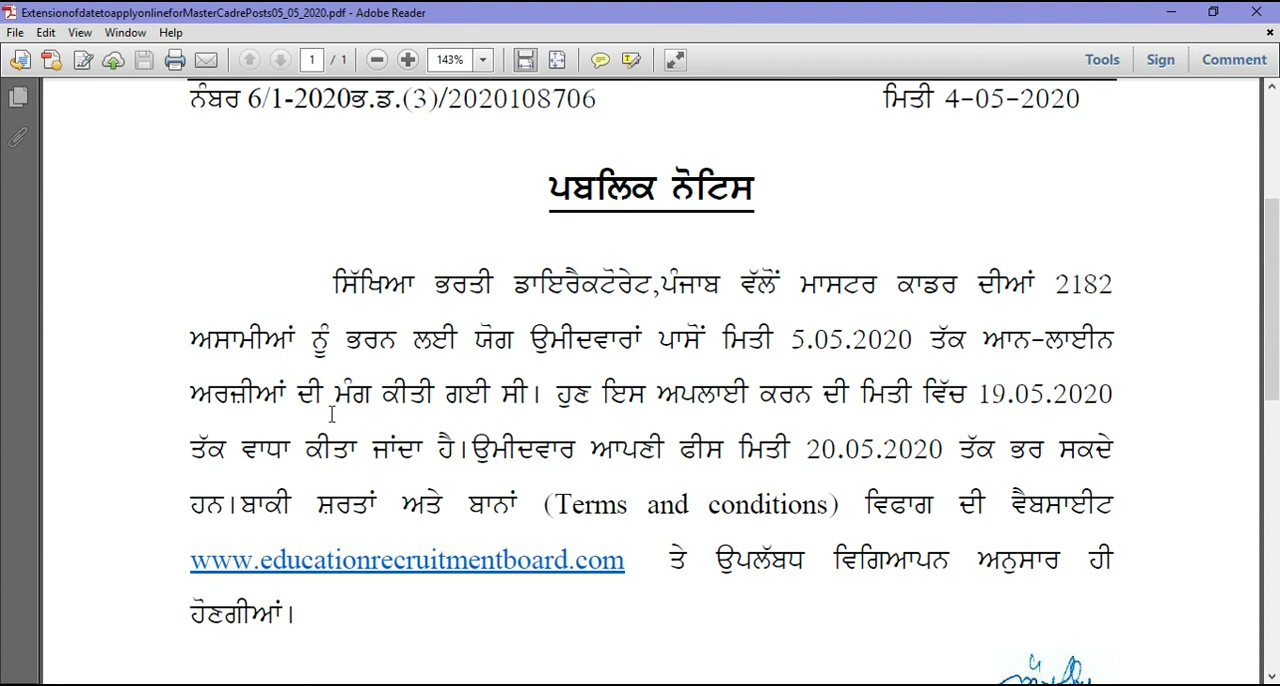 ExtensionofdatetoapplyonlineforMasterCadrePosts05_05_2020.pdf - Adobe Reader
File Edit View Window Help
1 / 1 143% Tools Sign Comment
ਨੰਬਰ 6/1-2020ਭ.ਡ.(3)/2020108706 ਮਿਤੀ 4-05-2020
ਪਬਲਿਕ ਨੋਟਿਸ
ਸਿੱਖਿਆ ਭਰਤੀ ਡਾਇਰੈਕਟੋਰੇਟ,ਪੰਜਾਬ ਵੱਲੋਂ ਮਾਸਟਰ ਕਾਡਰ ਦੀਆਂ 2182
ਅਸਾਮੀਆਂ ਨੂੰ ਭਰਨ ਲਈ ਯੋਗ ਉਮੀਦਵਾਰਾਂ ਪਾਸੋਂ ਮਿਤੀ 5.05.2020 ਤੱਕ ਆਨ-ਲਾਈਨ
ਅਰਜ਼ੀਆਂ ਦੀ ਮੰਗ ਕੀਤੀ ਗਈ ਸੀ। ਹੁਣ ਇਸ ਅਪਲਾਈ ਕਰਨ ਦੀ ਮਿਤੀ ਵਿੱਚ 19.05.2020
ਤੱਕ ਵਾਧਾ ਕੀਤਾ ਜਾਂਦਾ ਹੈ।ਉਮੀਦਵਾਰ ਆਪਣੀ ਫੀਸ ਮਿਤੀ 20.05.2020 ਤੱਕ ਭਰ ਸਕਦੇ
ਹਨ।ਬਾਕੀ ਸ਼ਰਤਾਂ ਅਤੇ ਬਾਨਾਂ (Terms and conditions) ਵਿਭਾਗ ਦੀ ਵੈਬਸਾਈਟ
www.educationrecruitmentboard.com ਤੇ ਉਪਲੱਬਧ ਵਿਗਿਆਪਨ ਅਨੁਸਾਰ ਹੀ
ਹੋਣਗੀਆਂ।